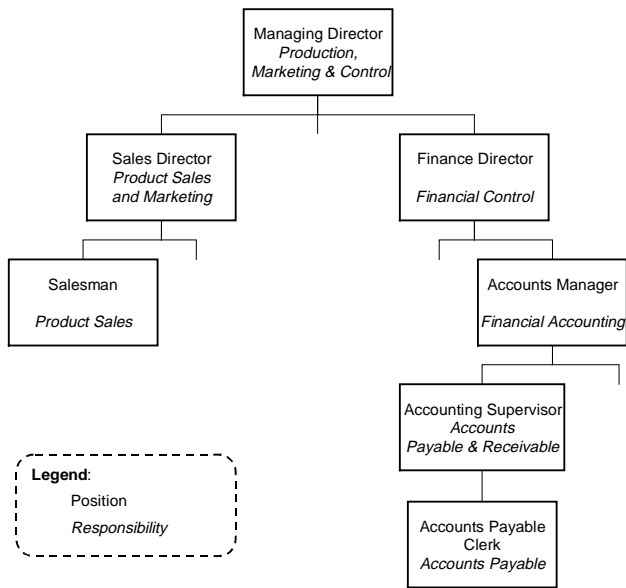 Managing Director
Production,
Marketing & Control
Sales Director
Product Sales
and Marketing
Finance Director
Financial Control
Salesman
Product Sales
Accounts Manager
Financial Accounting
Accounting Supervisor
Accounts
Payable & Receivable
Legend:
Position
Responsibility
Accounts Payable
Clerk
Accounts Payable